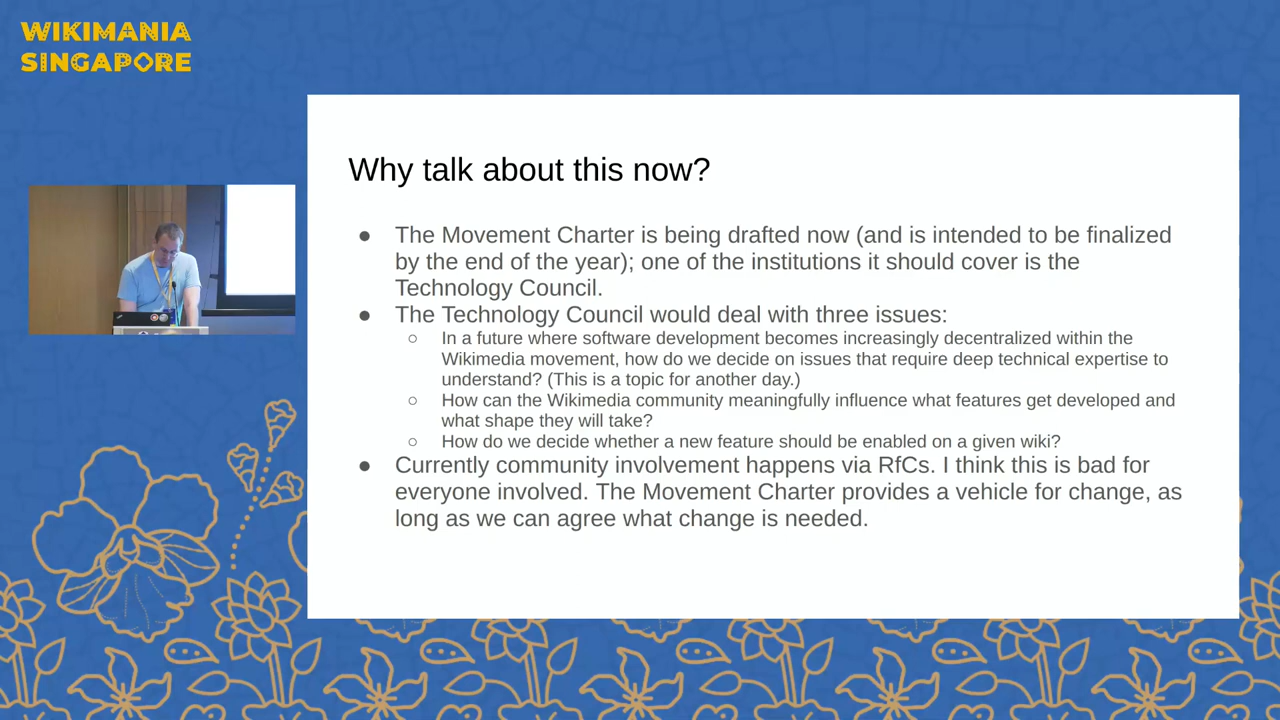 WIKIMANIA
SINGAPORE
Why talk about this now?
● The Movement Charter is being drafted now (and is intended to be finalized
by the end of the year); one of the institutions it should cover is the
Technology Council.
● The Technology Council would deal with three issues:
○ In a future where software development becomes increasingly decentralized within the
Wikimedia movement, how do we decide on issues that require deep technical expertise to
understand? (This is a topic for another day.)
○ How can the Wikimedia community meaningfully influence what features get developed and
what shape they will take?
○ How do we decide whether a new feature should be enabled on a given wiki?
● Currently community involvement happens via RfCs. I think this is bad for
everyone involved. The Movement Charter provides a vehicle for change, as
long as we can agree what change is needed.